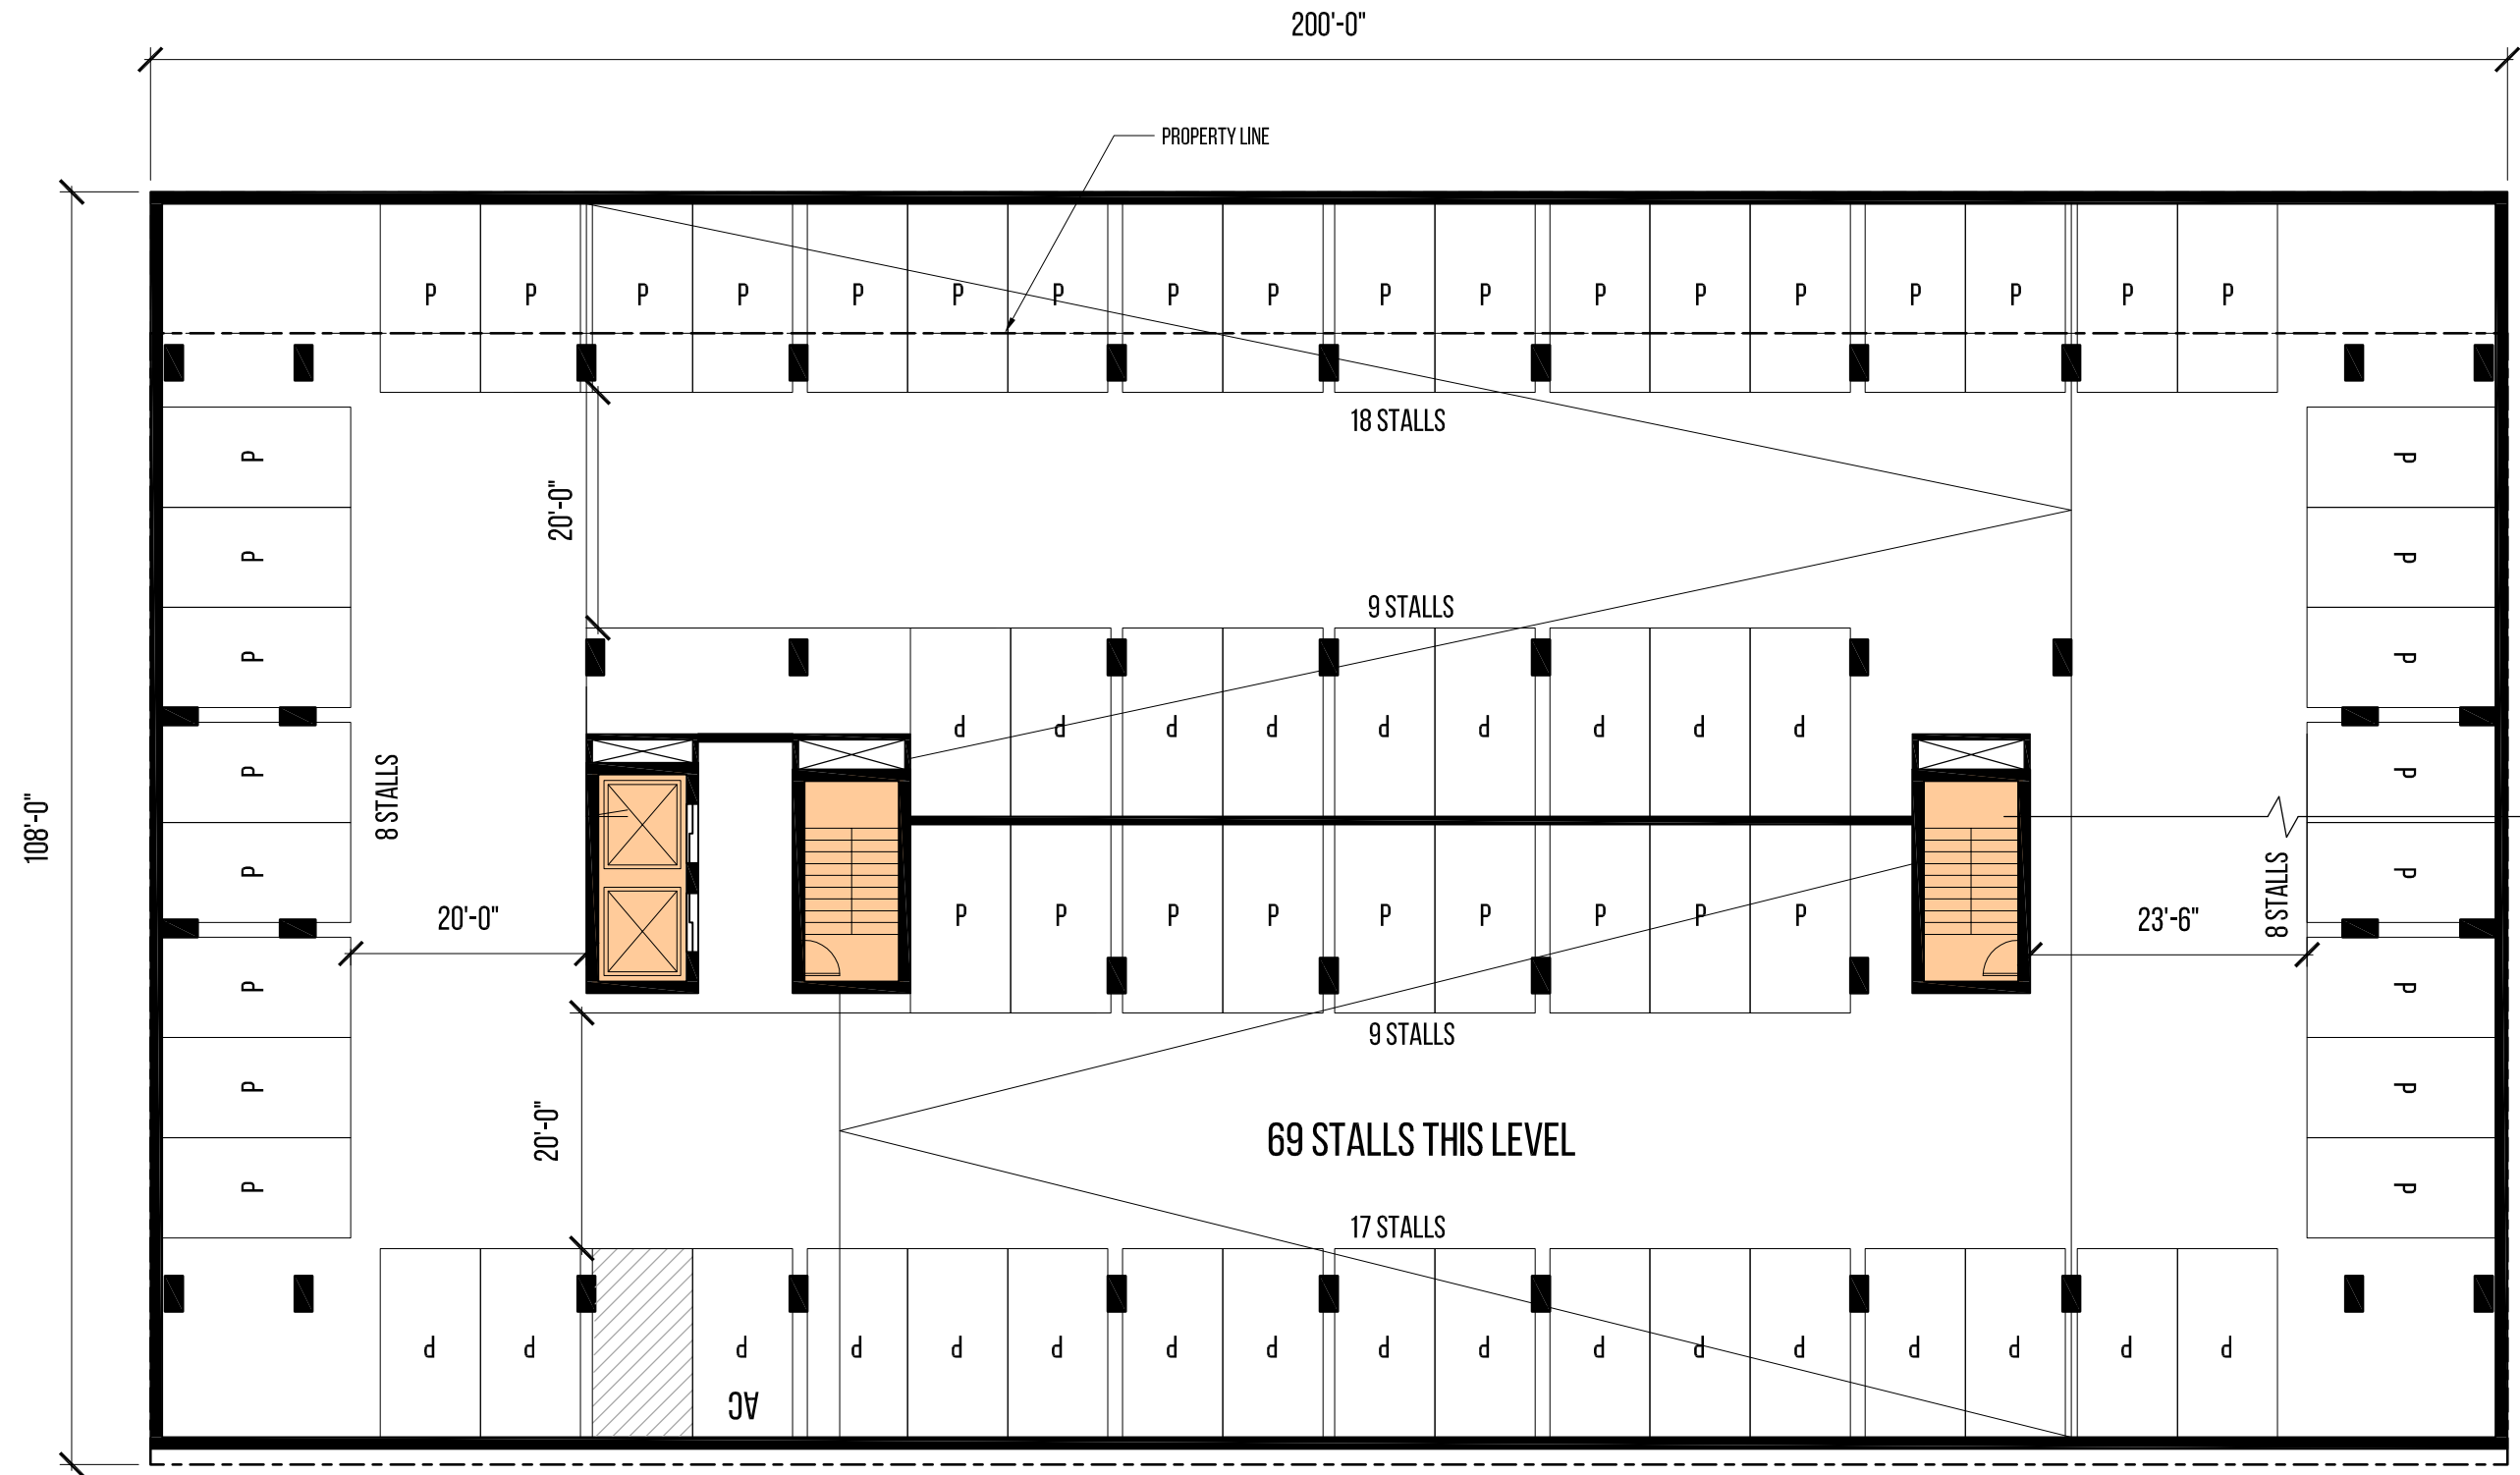 200'-0"
PROPERTY LINE
P P P P P P P P P P P P P P P P P P
18 STALLS
P P
20'-0"
P P
9 STALLS
P P
P P P P P P P P P
P P
108'-0"
8 STALLS
P P
8 STALLS
20'-0"
P P P P P P P P P
23'-6"
P P
9 STALLS
P P
20'-0"
69 STALLS THIS LEVEL
P P
17 STALLS
P P P P P P P P P P P P P P P P P
AC